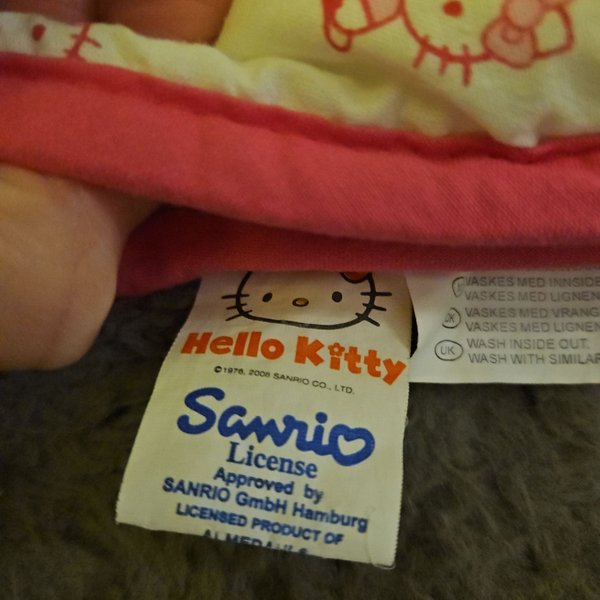 Hello Kitty
©1976, 2008 SANRIO CO., LTD.
Sanrio
License
Approved by
SANRIO GmbH Hamburg
LICENSED PRODUCT OF
VASKES MED INNSIDE
VASKES MED LIGNEN
DK VASKES MED VRANG
VASKES MED LIGNEN
UK WASH INSIDE OUT.
WASH WITH SIMILAR